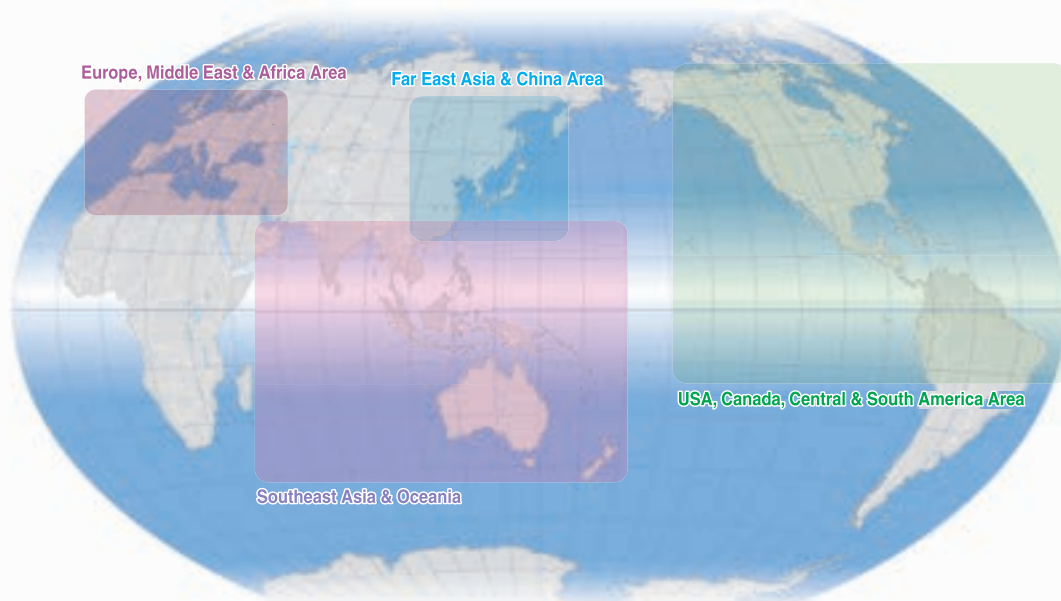 Europe, Middle East & Africa Area
Far East Asia & China Area
USA, Canada, Central & South America Area
Southeast Asia & Oceania